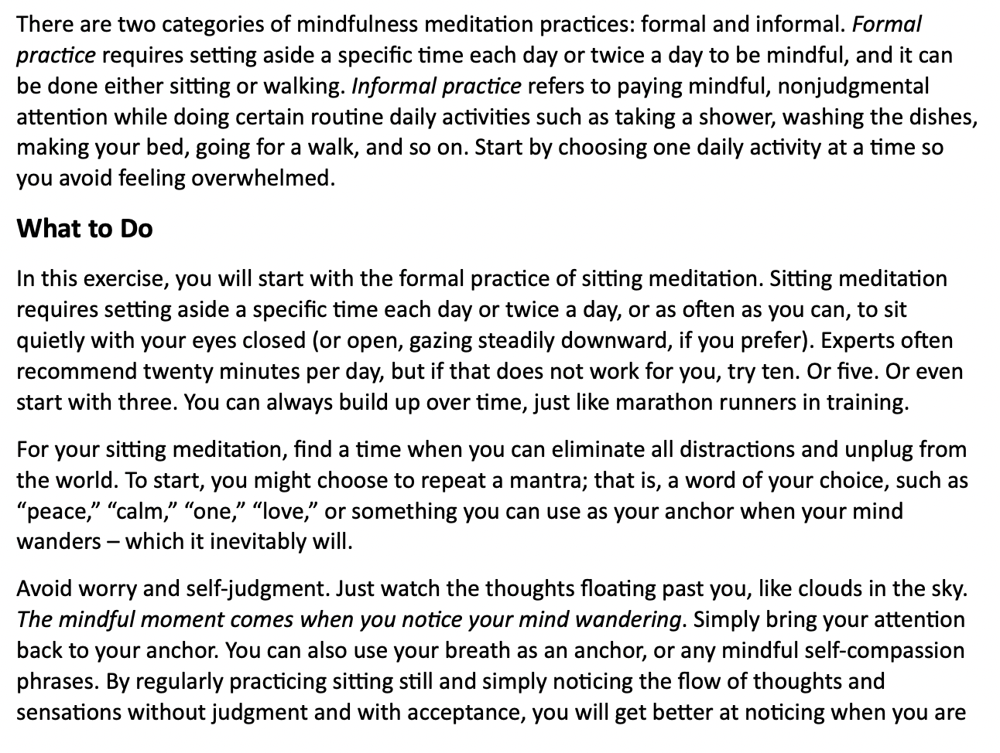 There are two categories of mindfulness meditation practices: formal and informal. Formal
practice requires setting aside a specific time each day or twice a day to be mindful, and it can
be done either sitting or walking. Informal practice refers to paying mindful, nonjudgmental
attention while doing certain routine daily activities such as taking a shower, washing the dishes,
making your bed, going for a walk, and so on. Start by choosing one daily activity at a time so
you avoid feeling overwhelmed.
What to Do
In this exercise, you will start with the formal practice of sitting meditation. Sitting meditation
requires setting aside a specific time each day or twice a day, or as often as you can, to sit
quietly with your eyes closed (or open, gazing steadily downward, if you prefer). Experts often
recommend twenty minutes per day, but if that does not work for you, try ten. Or five. Or even
start with three. You can always build up over time, just like marathon runners in training.
For your sitting meditation, find a time when you can eliminate all distractions and unplug from
the world. To start, you might choose to repeat a mantra; that is, a word of your choice, such as
“peace,” “calm,” “one,” “love,” or something you can use as your anchor when your mind
wanders – which it inevitably will.
Avoid worry and self-judgment. Just watch the thoughts floating past you, like clouds in the sky.
The mindful moment comes when you notice your mind wandering. Simply bring your attention
back to your anchor. You can also use your breath as an anchor, or any mindful self-compassion
phrases. By regularly practicing sitting still and simply noticing the flow of thoughts and
sensations without judgment and with acceptance, you will get better at noticing when you are